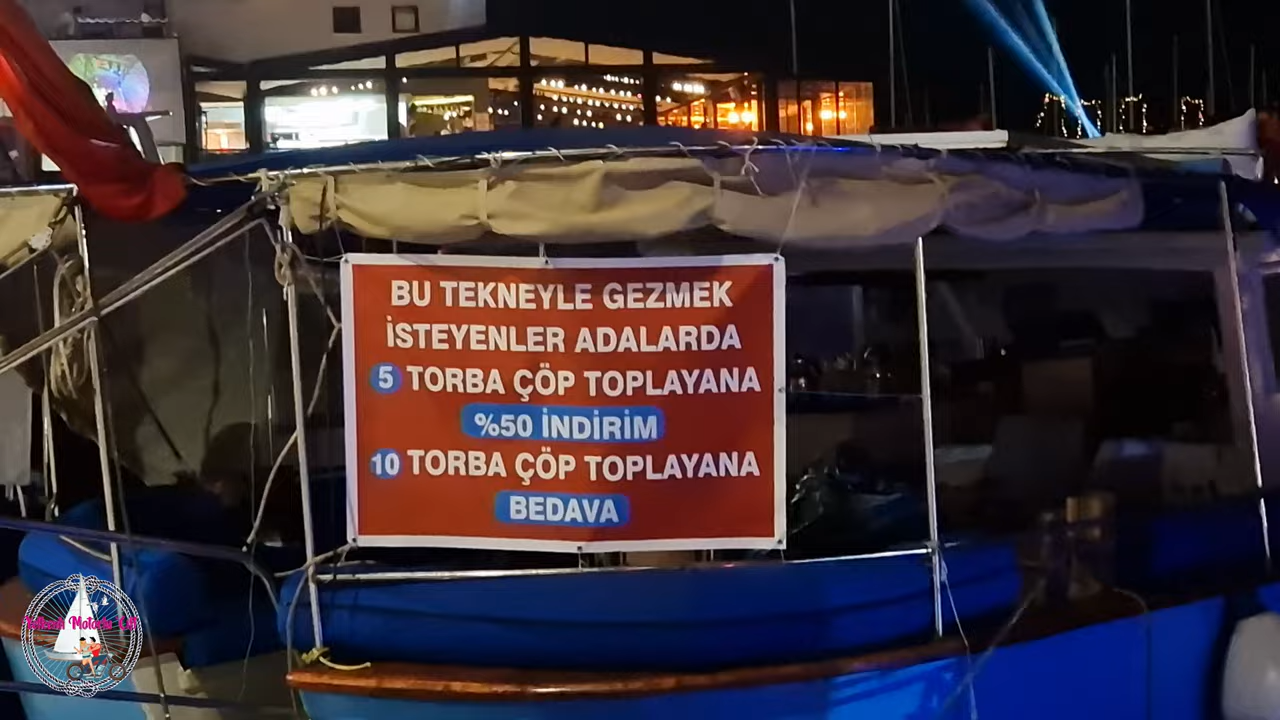 BU TEKNEYLE GEZMEK
İSTEYENLER ADALARDA
5 TORBA ÇÖP TOPLAYANA
%50 İNDİRİM
10 TORBA ÇÖP TOPLAYANA
BEDAVA